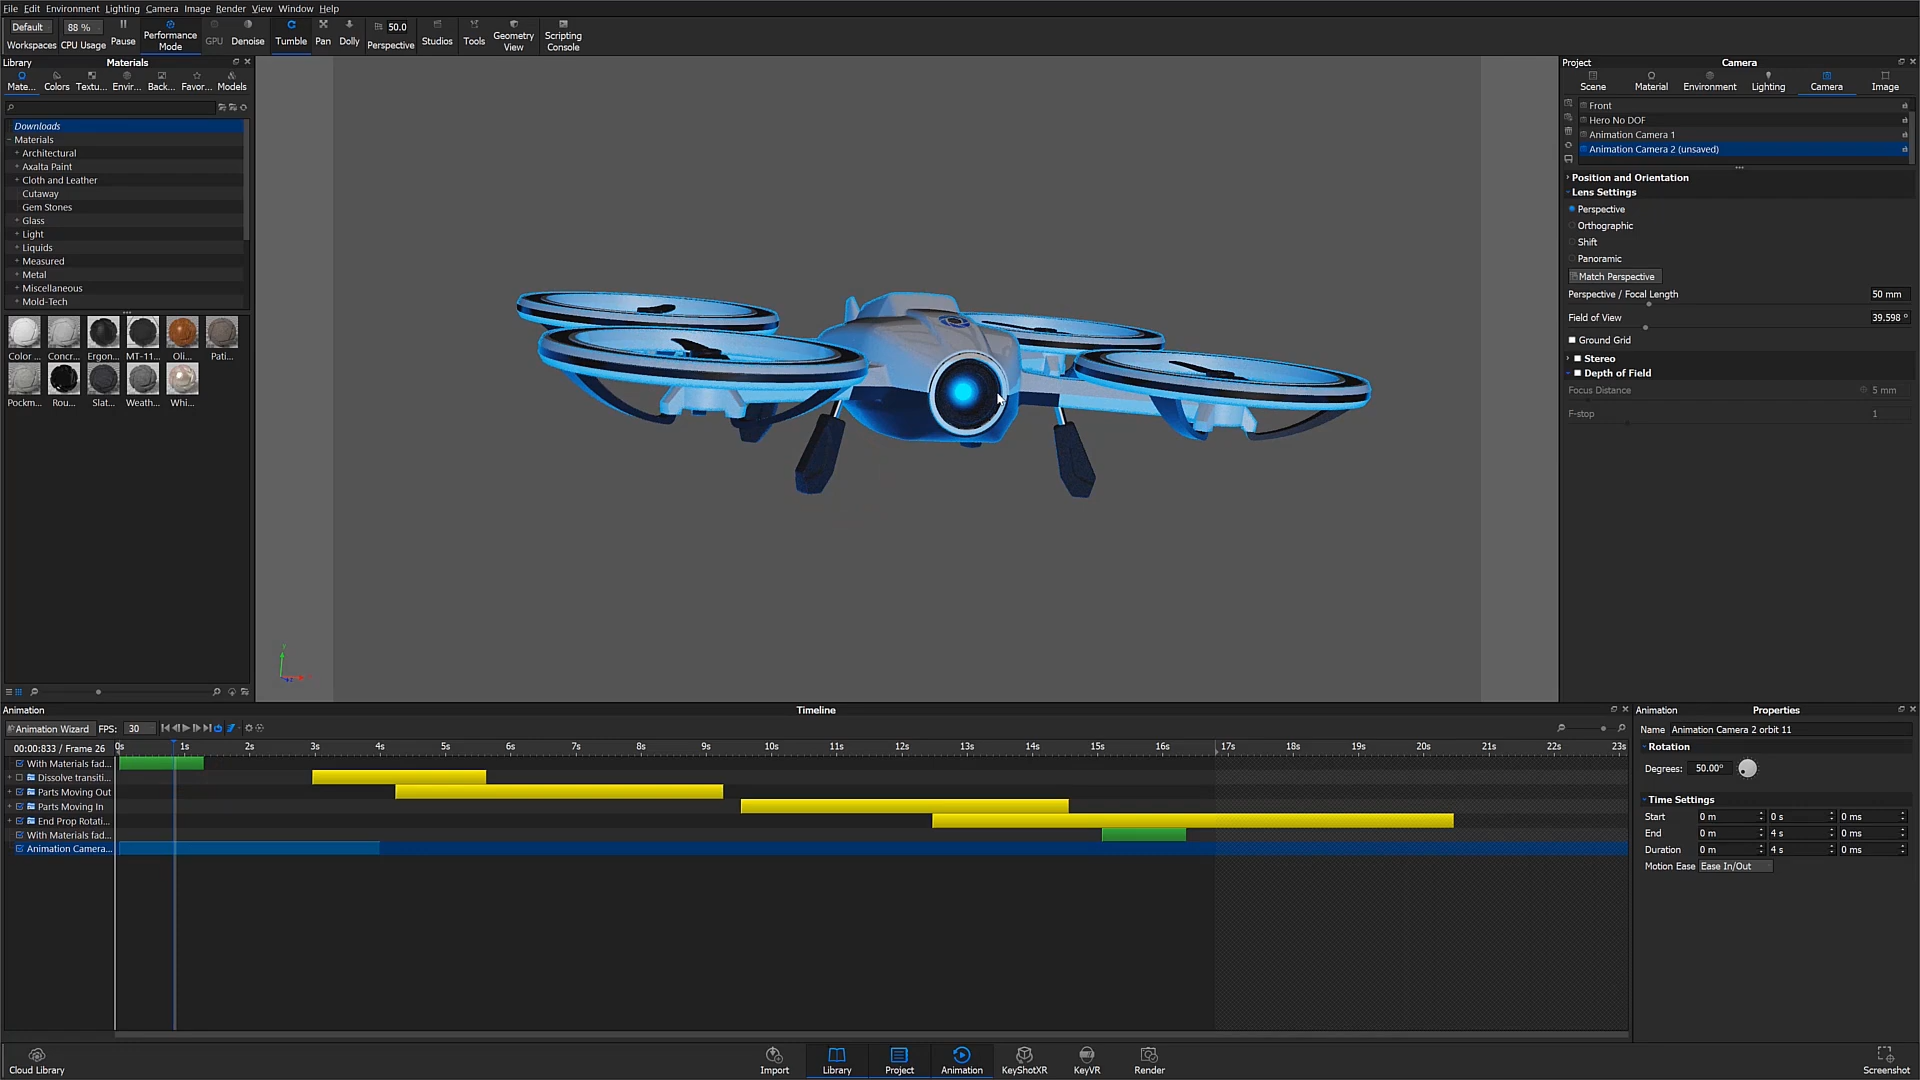 File Edit Environment Lighting Camera Image Render View Window Help
Default 88 % 50.0
Workspaces CPU Usage Pause Performance Mode GPU Denoise Tumble Pan Dolly Perspective Studios Tools Geometry View Scripting Console
Library Materials
Mate... Colors Textu... Envir... Back... Favor... Models
Downloads
Materials
Architectural
Axalta Paint
Cloth and Leather
Cutaway
Gem Stones
Glass
Light
Liquids
Measured
Metal
Miscellaneous
Mold-Tech
Color ... Concr... Ergon... MT-11... Oli... Pati...
Pockm... Rou... Slat... Weath... Whi...
Project Camera
Scene Material Environment Lighting Camera Image
Front
Hero No DOF
Animation Camera 1
Animation Camera 2 (unsaved)
Position and Orientation
Lens Settings
Perspective
Orthographic
Shift
Panoramic
Match Perspective
Perspective / Focal Length 50 mm
Field of View 39.598 °
Ground Grid
Stereo
Depth of Field
Focus Distance 5 mm
F-stop 1
Animation Timeline
Animation Wizard FPS: 30
00:00:833 / Frame 26 0s 1s 2s 3s 4s 5s 6s 7s 8s 9s 10s 11s 12s 13s 14s 15s 16s 17s 18s 19s 20s 21s 22s 23s
With Materials fad...
Dissolve transiti...
Parts Moving Out
Parts Moving In
End Prop Rotati...
With Materials fad...
Animation Camera...
Animation Properties
Name Animation Camera 2 orbit 11
Rotation
Degrees: 50.00°
Time Settings
Start 0 m 0 s 0 ms
End 0 m 4 s 0 ms
Duration 0 m 4 s 0 ms
Motion Ease Ease In/Out
Cloud Library Import Library Project Animation KeyShotXR KeyVR Render Screenshot